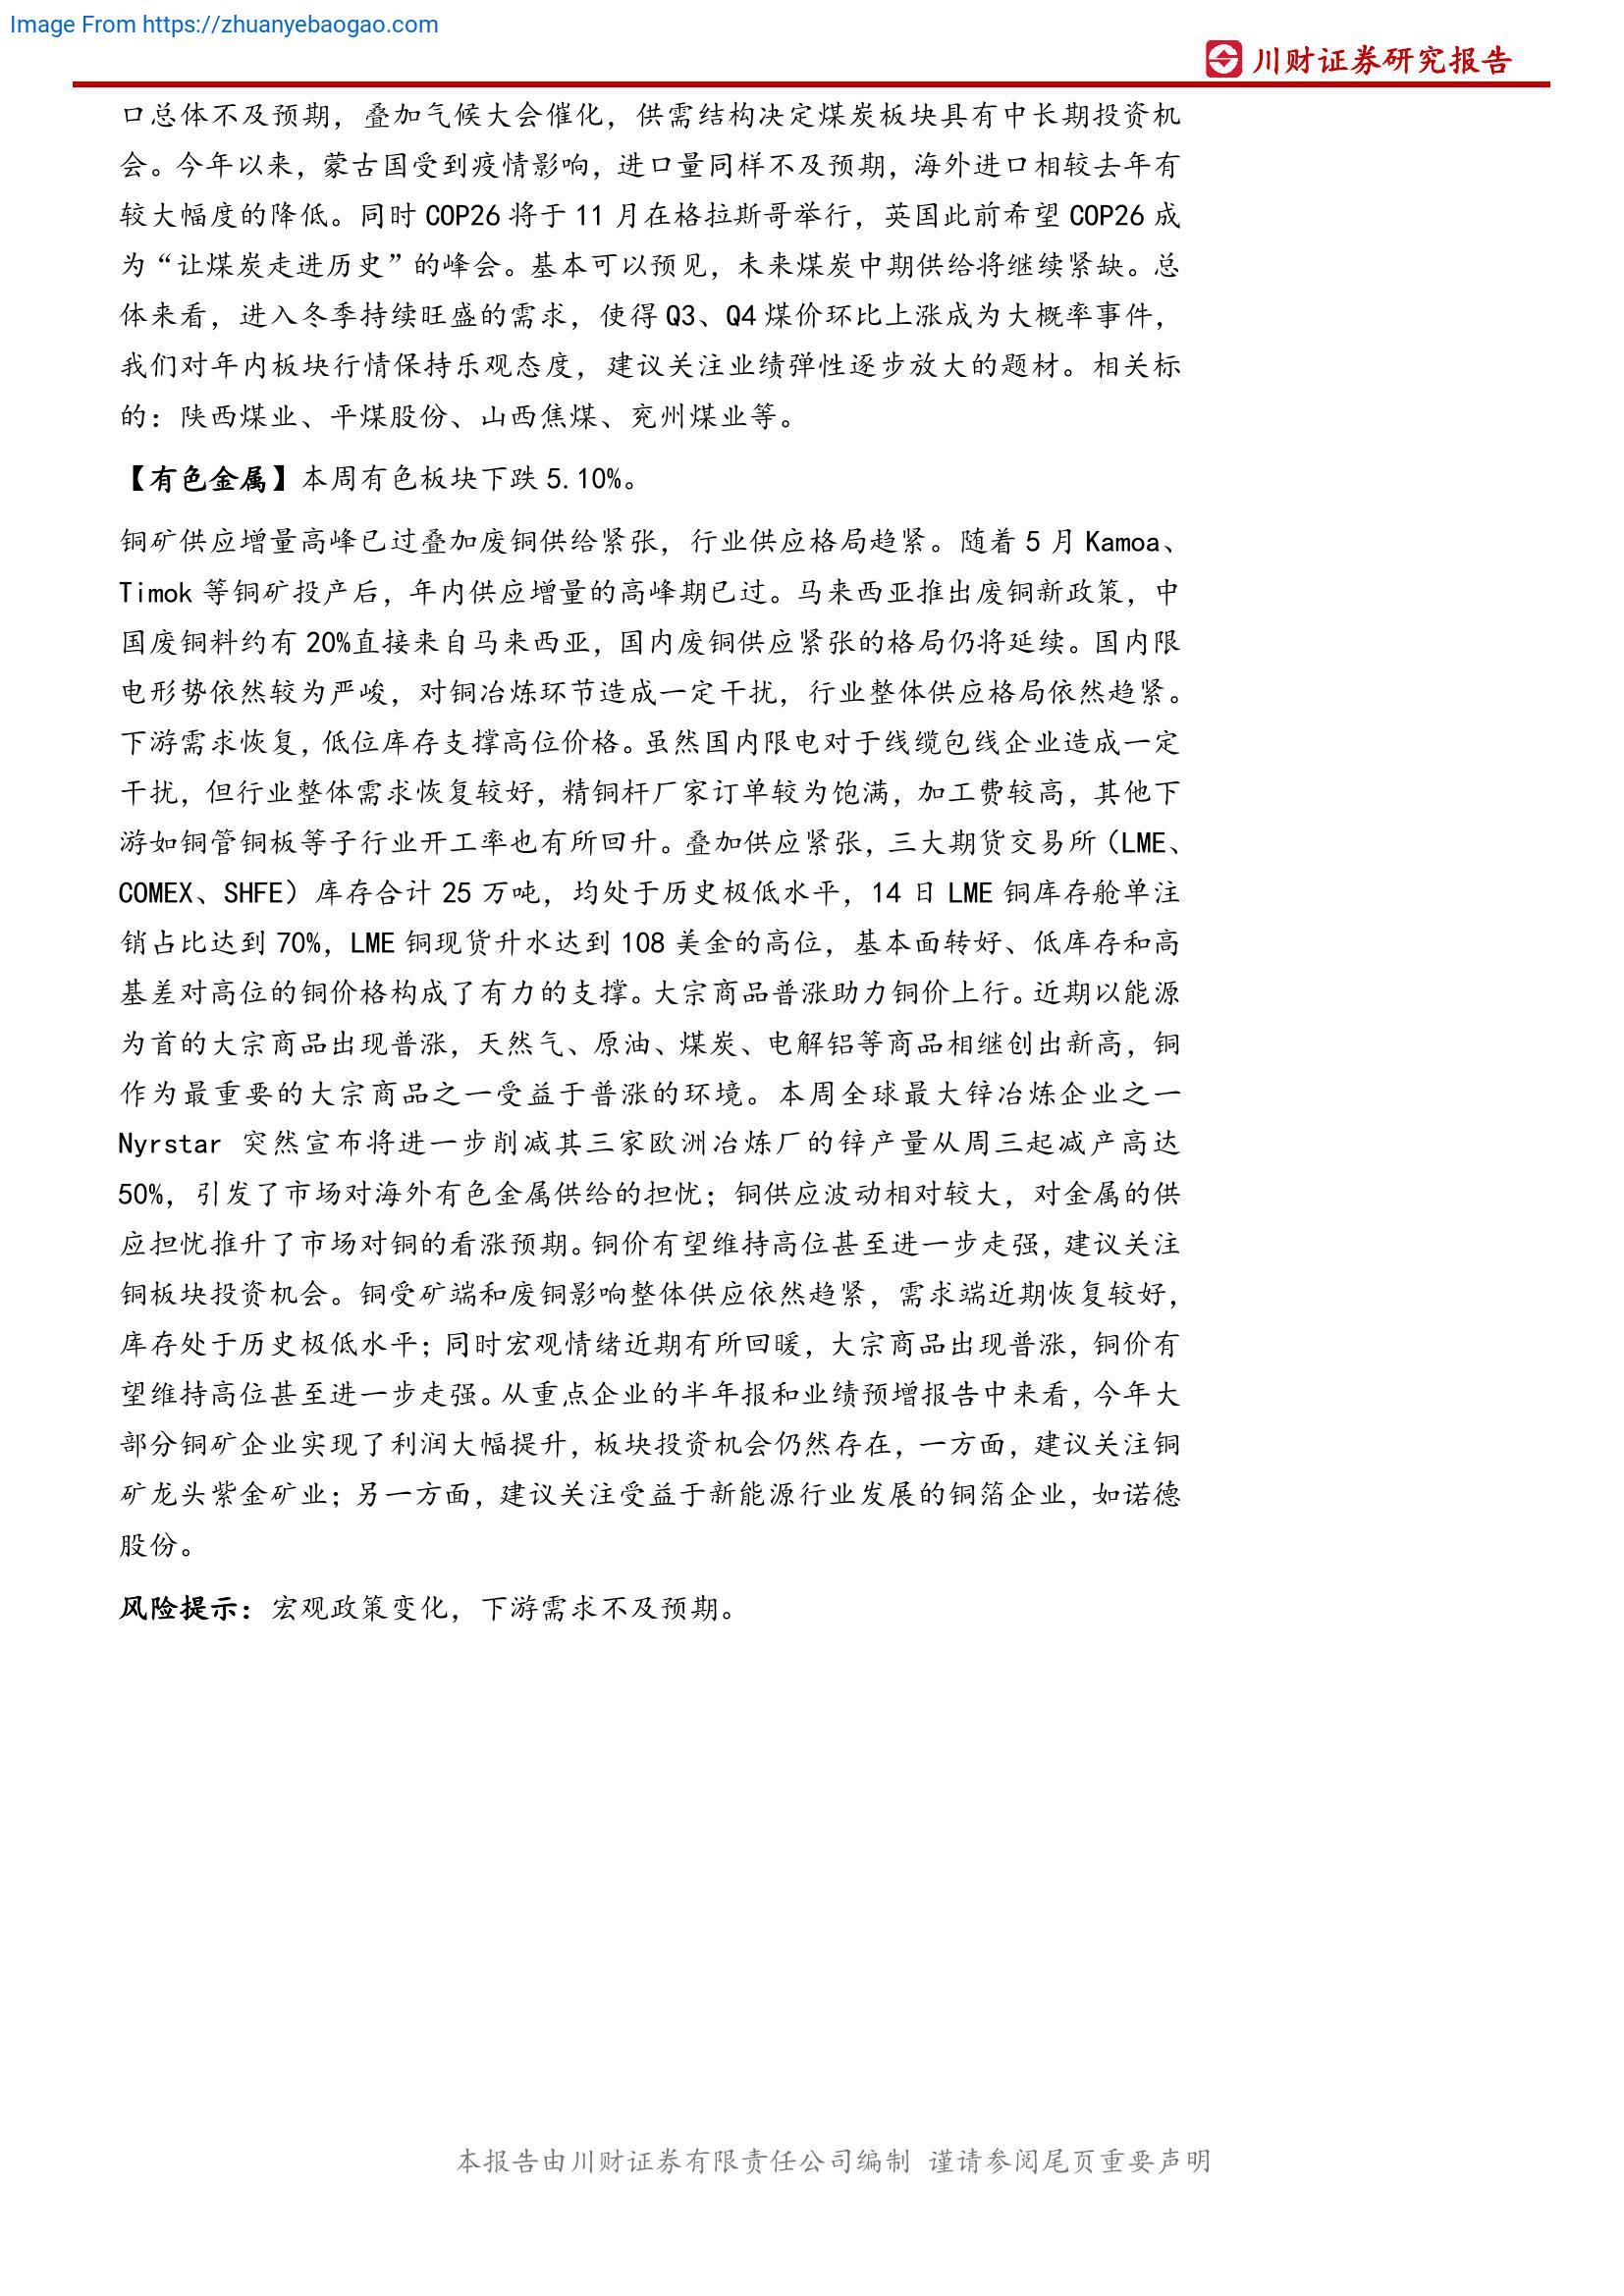 Image From https://zhuanyebaogao.com
川财证券研究报告
口总体不及预期，叠加气候大会催化，供需结构决定煤炭板块具有中长期投资机
会。今年以来，蒙古国受到疫情影响，进口量同样不及预期，海外进口相较去年有
较大幅度的降低。同时 COP26 将于 11 月在格拉斯哥举行，英国此前希望 COP26 成
为“让煤炭走进历史”的峰会。基本可以预见，未来煤炭中期供给将继续紧缺。总
体来看，进入冬季持续旺盛的需求，使得 Q3、Q4 煤价环比上涨成为大概率事件，
我们对年内板块行情保持乐观态度，建议关注业绩弹性逐步放大的题材。相关标
的：陕西煤业、平煤股份、山西焦煤、兖州煤业等。
【有色金属】本周有色板块下跌 5.10%。
铜矿供应增量高峰已过叠加废铜供给紧张，行业供应格局趋紧。随着 5 月 Kamoa、
Timok 等铜矿投产后，年内供应增量的高峰期已过。马来西亚推出废铜新政策，中
国废铜料约有 20%直接来自马来西亚，国内废铜供应紧张的格局仍将延续。国内限
电形势依然较为严峻，对铜冶炼环节造成一定干扰，行业整体供应格局依然趋紧。
下游需求恢复，低位库存支撑高位价格。虽然国内限电对于线缆包线企业造成一定
干扰，但行业整体需求恢复较好，精铜杆厂家订单较为饱满，加工费较高，其他下
游如铜管铜板等子行业开工率也有所回升。叠加供应紧张，三大期货交易所（LME、
COMEX、SHFE）库存合计 25 万吨，均处于历史极低水平，14 日 LME 铜库存舱单注
销占比达到 70%，LME 铜现货升水达到 108 美金的高位，基本面转好、低库存和高
基差对高位的铜价格构成了有力的支撑。大宗商品普涨助力铜价上行。近期以能源
为首的大宗商品出现普涨，天然气、原油、煤炭、电解铝等商品相继创出新高，铜
作为最重要的大宗商品之一受益于普涨的环境。本周全球最大锌冶炼企业之一
Nyrstar 突然宣布将进一步削减其三家欧洲冶炼厂的锌产量从周三起减产高达
50%，引发了市场对海外有色金属供给的担忧；铜供应波动相对较大，对金属的供
应担忧推升了市场对铜的看涨预期。铜价有望维持高位甚至进一步走强，建议关注
铜板块投资机会。铜受矿端和废铜影响整体供应依然趋紧，需求端近期恢复较好，
库存处于历史极低水平；同时宏观情绪近期有所回暖，大宗商品出现普涨，铜价有
望维持高位甚至进一步走强。从重点企业的半年报和业绩预增报告中来看，今年大
部分铜矿企业实现了利润大幅提升，板块投资机会仍然存在，一方面，建议关注铜
矿龙头紫金矿业；另一方面，建议关注受益于新能源行业发展的铜箔企业，如诺德
股份。
风险提示：宏观政策变化，下游需求不及预期。
本报告由川财证券有限责任公司编制 谨请参阅尾页重要声明